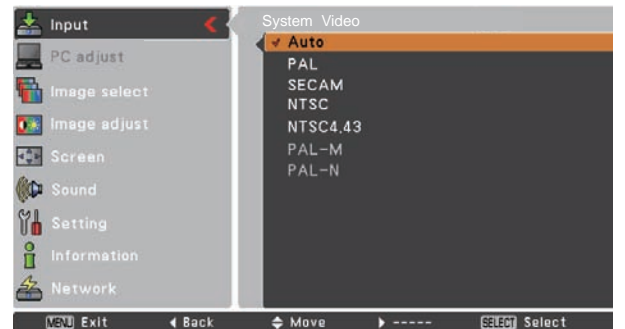 Input
PC adjust
Image select
Image adjust
Screen
Sound
Setting
Information
Network
System Video
Auto
PAL
SECAM
NTSC
NTSC4.43
PAL-M
PAL-N
MENU Exit
Back
Move
-----
SELECT Select